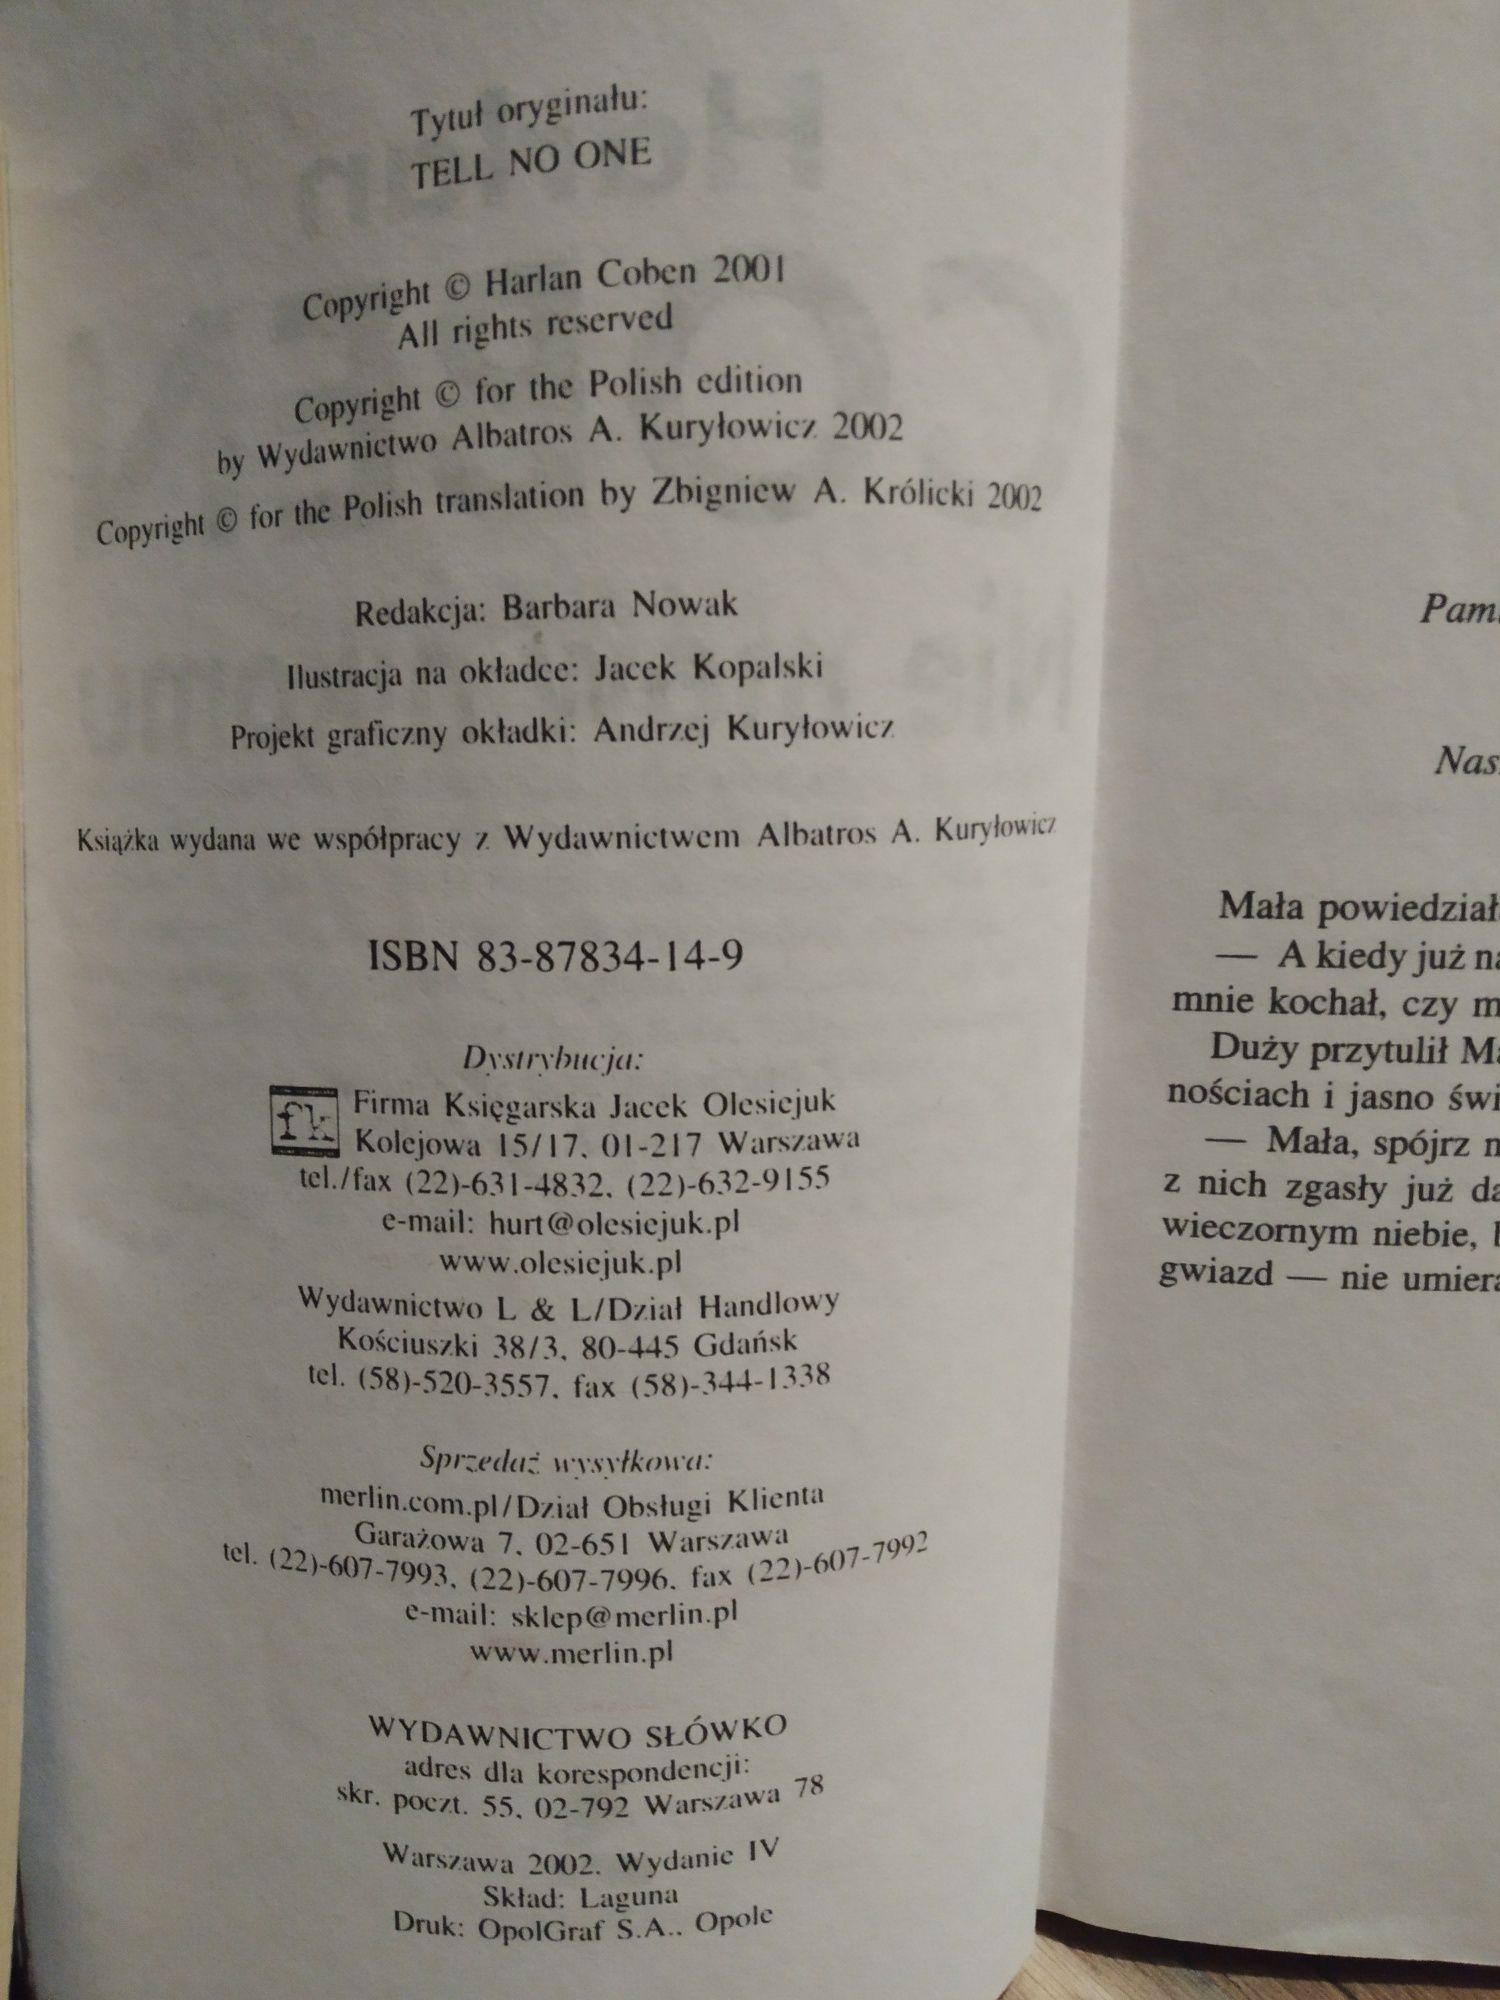 Tytuł oryginału:
TELL NO ONE
Copyright © Harlan Coben 2001
All rights reserved
Copyright © for the Polish edition
by Wydawnictwo Albatros A. Kuryłowicz 2002
Copyright © for the Polish translation by Zbigniew A. Królicki 2002
Redakcja: Barbara Nowak
Ilustracja na okładce: Jacek Kopalski
Projekt graficzny okładki: Andrzej Kuryłowicz
Książka wydana we współpracy z Wydawnictwem Albatros A. Kuryłowicz
ISBN 83-87834-14-9
Dystrybucja:
fk
Firma Księgarska Jacek Olesiejuk
Kolejowa 15/17, 01-217 Warszawa
tel./fax (22)-631-4832, (22)-632-9155
e-mail: hurt@olesiejuk.pl
www.olesiejuk.pl
Wydawnictwo L & L/Dział Handlowy
Kościuszki 38/3, 80-445 Gdańsk
tel. (58)-520-3557, fax (58)-344-1338
Sprzedaż wysyłkowa:
merlin.com.pl/Dział Obsługi Klienta
Garażowa 7, 02-651 Warszawa
tel. (22)-607-7993, (22)-607-7996, fax (22)-607-7992
e-mail: sklep@merlin.pl
www.merlin.pl
WYDAWNICTWO SŁÓWKO
adres dla korespondencji:
skr. poczt. 55, 02-792 Warszawa 78
Warszawa 2002. Wydanie IV
Skład: Laguna
Druk: OpolGraf S.A., Opole
Mała
— A kiedy już
mnie kochał, czy
Duży przytulił
nościach i jasno
— Mała, spójrz
z nich zgasły już
wieczornym niebie,
gwiazd — nie